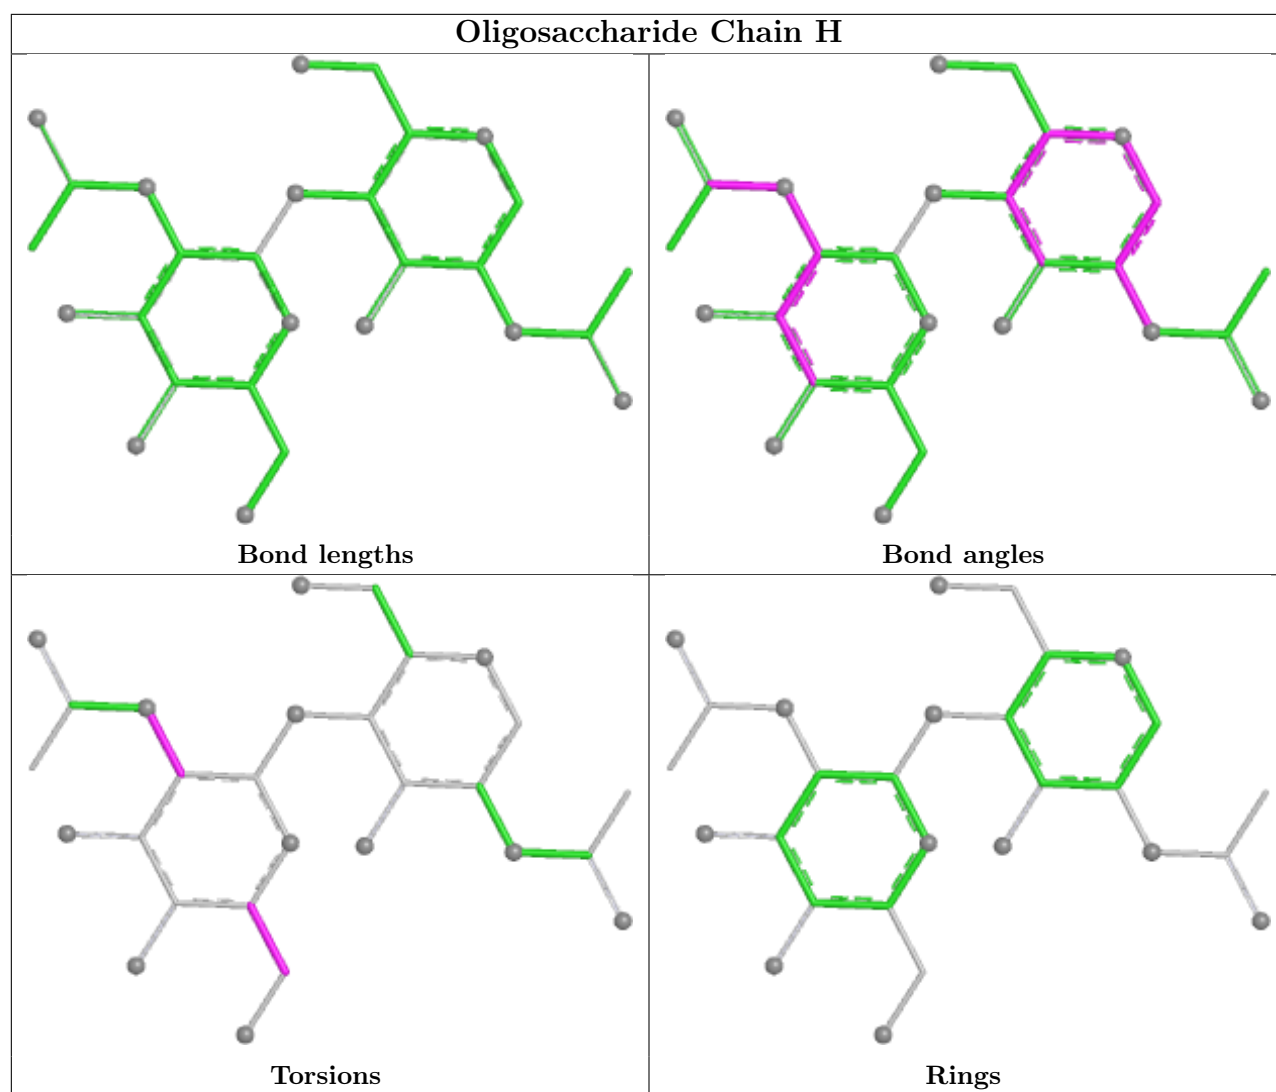 Oligosaccharide Chain H
Bond lengths
Bond angles
Torsions
Rings